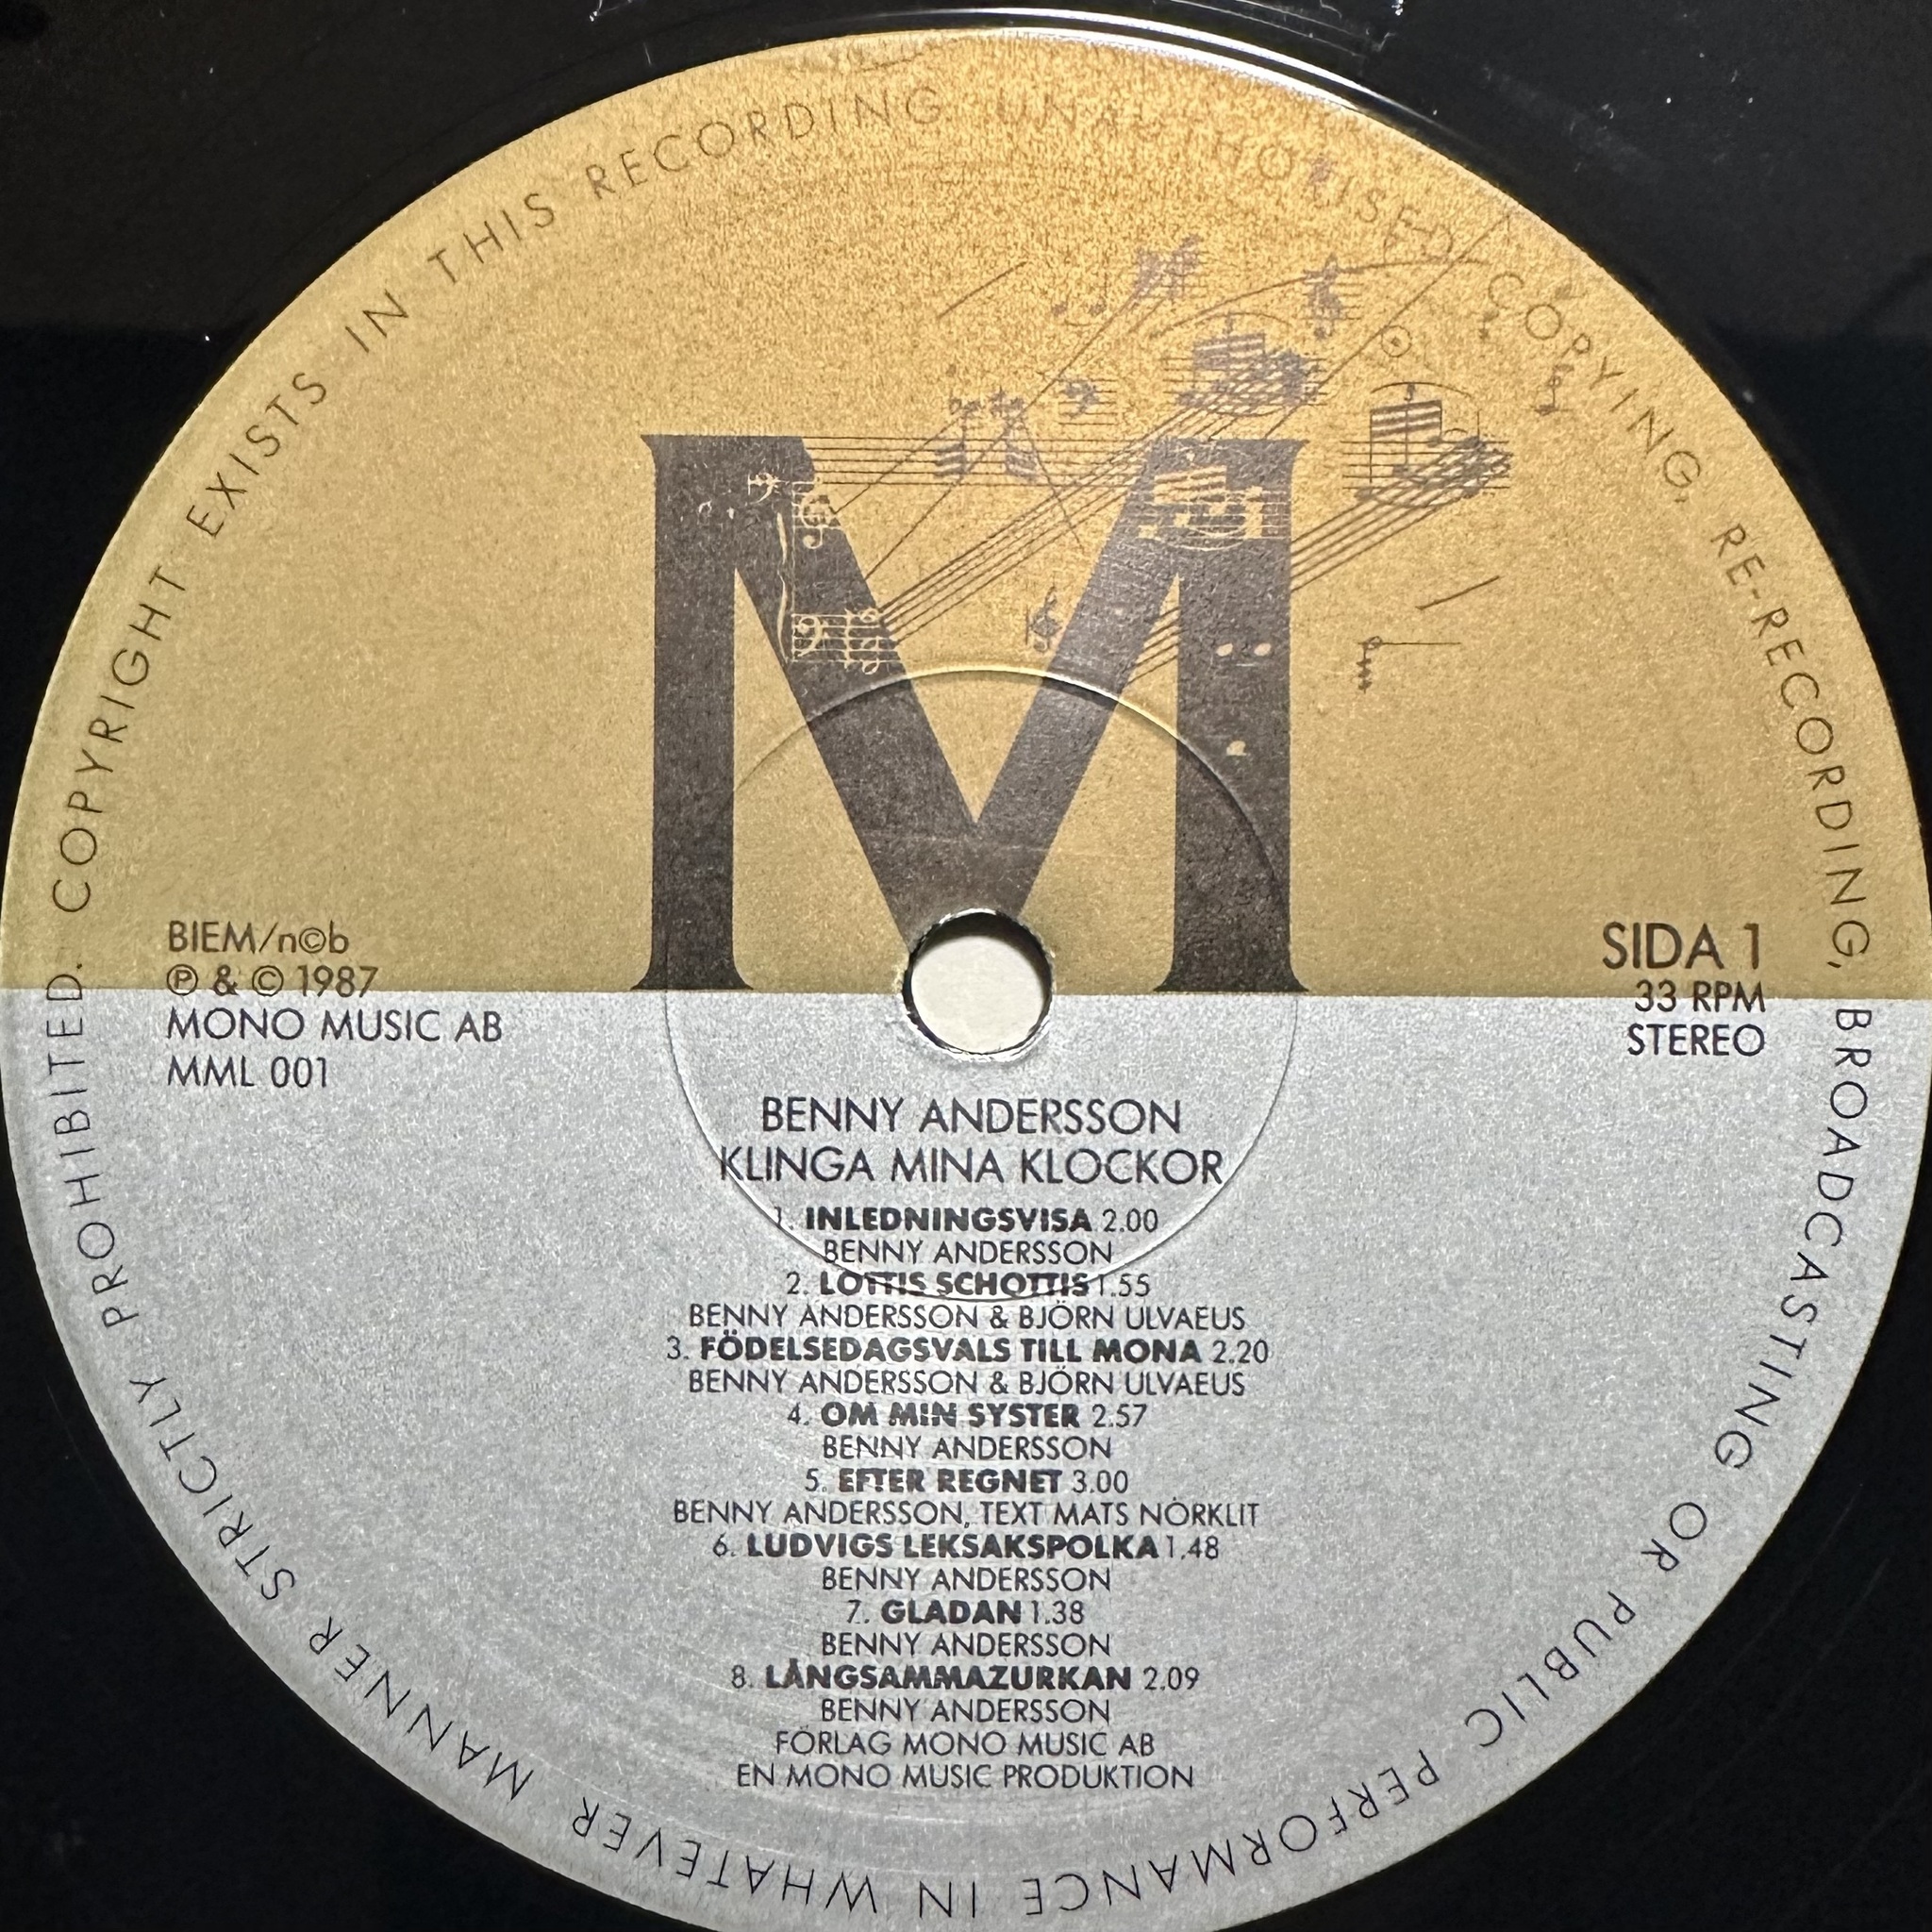 COPYRIGHT EXISTS IN THIS RECORDING UNAUTHORISED COPYING, RE-RECORDING, BROADCASTING OR PUBLIC PERFORMANCE IN WHATEVER MANNER STRICTLY PROHIBITED.
M
BIEM/n©b
℗ & © 1987
MONO MUSIC AB
MML 001
SIDA 1
33 RPM
STEREO
BENNY ANDERSSON
KLINGA MINA KLOCKOR
1. INLEDNINGSVISA 2.00
BENNY ANDERSSON
2. LOTTIS SCHOTTIS 1.55
BENNY ANDERSSON & BJÖRN ULVAEUS
3. FÖDELSEDAGSVALS TILL MONA 2.20
BENNY ANDERSSON & BJÖRN ULVAEUS
4. OM MIN SYSTER 2.57
BENNY ANDERSSON
5. EFTER REGNET 3.00
BENNY ANDERSSON, TEXT MATS NÖRKLIT
6. LUDVIGS LEKSAKSPOLKA 1.48
BENNY ANDERSSON
7. GLADAN 1.38
BENNY ANDERSSON
8. LÅNGSAMMAZURKAN 2.09
BENNY ANDERSSON
FÖRLAG MONO MUSIC AB
EN MONO MUSIC PRODUKTION